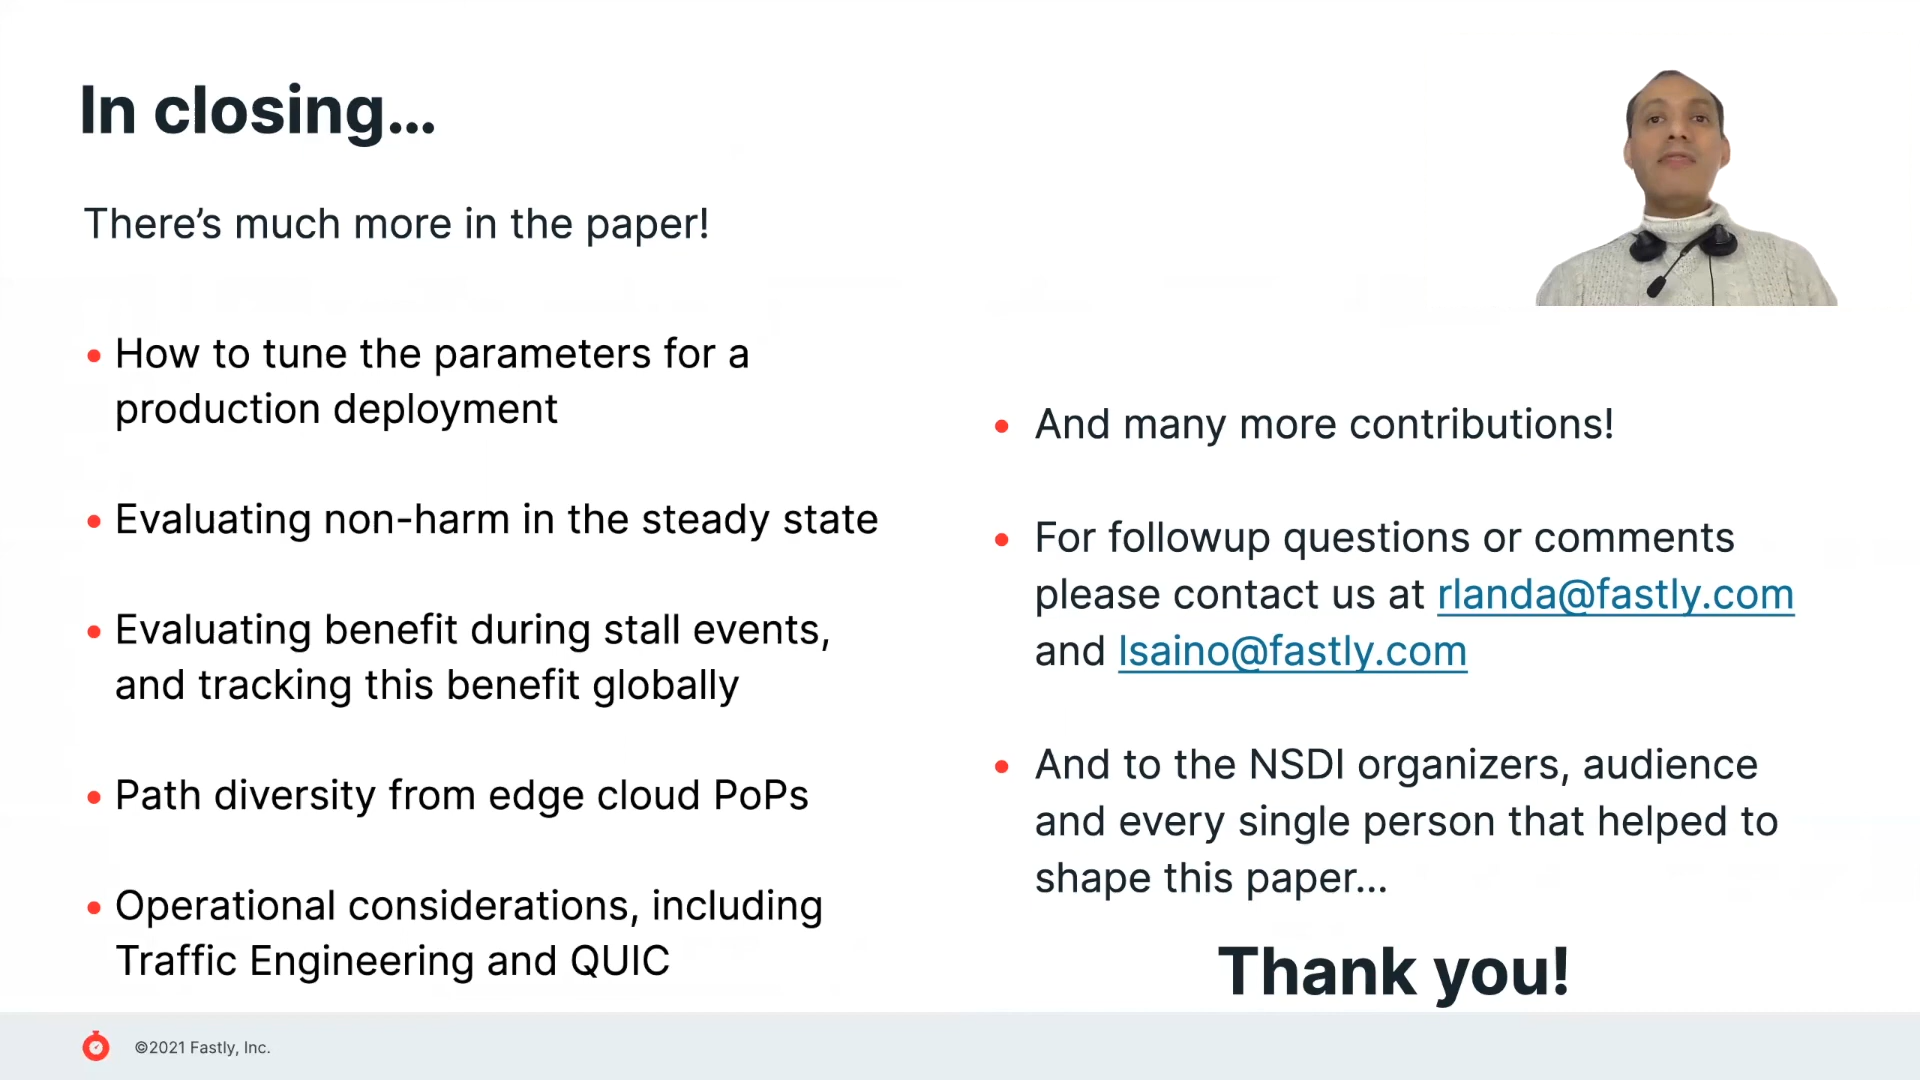 In closing...
There's much more in the paper!
• How to tune the parameters for a
production deployment
• Evaluating non-harm in the steady state
• Evaluating benefit during stall events,
and tracking this benefit globally
• Path diversity from edge cloud PoPs
• Operational considerations, including
Traffic Engineering and QUIC
• And many more contributions!
• For followup questions or comments
please contact us at rlanda@fastly.com
and lsaino@fastly.com
• And to the NSDI organizers, audience
and every single person that helped to
shape this paper...
Thank you!
©2021 Fastly, Inc.